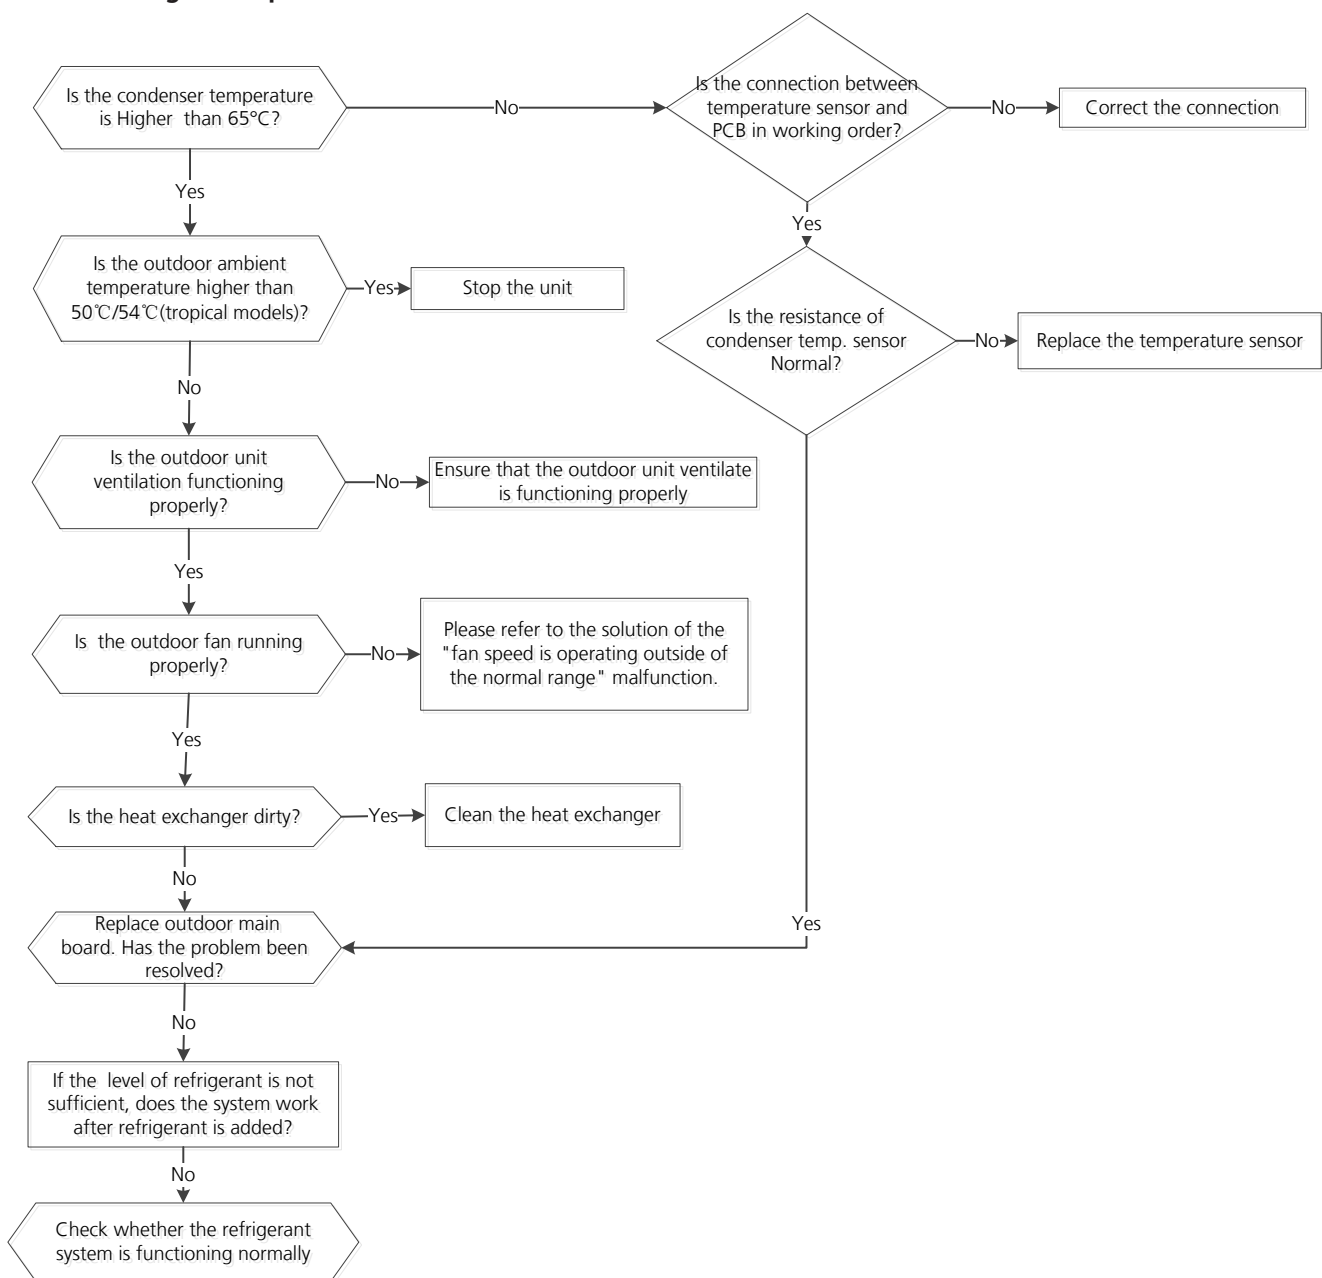 Is the condenser temperature
is Higher  than 65°C?
No
Is the connection between
temperature sensor and
PCB in working order?
No
Correct the connection
Yes
Yes
Is the outdoor ambient
temperature higher than
50℃/54℃(tropical models)?
Yes
Stop the unit
Is the resistance of
condenser temp. sensor
Normal?
No
Replace the temperature sensor
No
Is the outdoor unit
ventilation functioning
properly?
No
Ensure that the outdoor unit ventilate
is functioning properly
Yes
Is  the outdoor fan running
properly?
No
Please refer to the solution of the
"fan speed is operating outside of
the normal range" malfunction.
Yes
Is the heat exchanger dirty?
Yes
Clean the heat exchanger
No
Yes
Replace outdoor main
board. Has the problem been
resolved?
No
If the  level of refrigerant is not
sufficient, does the system work
after refrigerant is added?
No
Check whether the refrigerant
system is functioning normally